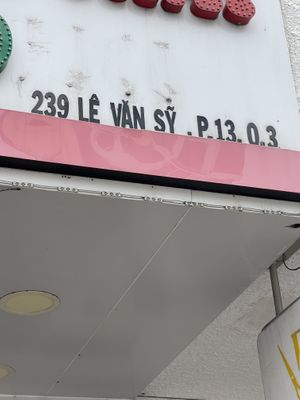 239 LÊ VĂN SỸ . P.13. Q.3